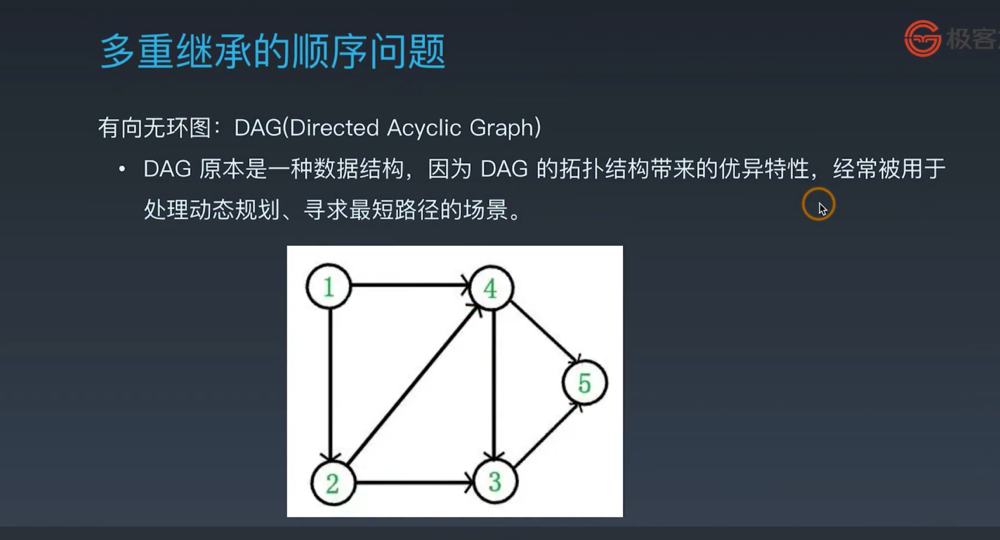 多重继承的顺序问题
极客
有向无环图：DAG(Directed Acyclic Graph)
• DAG 原本是一种数据结构，因为 DAG 的拓扑结构带来的优异特性，经常被用于
处理动态规划、寻求最短路径的场景。
1
4
5
2
3